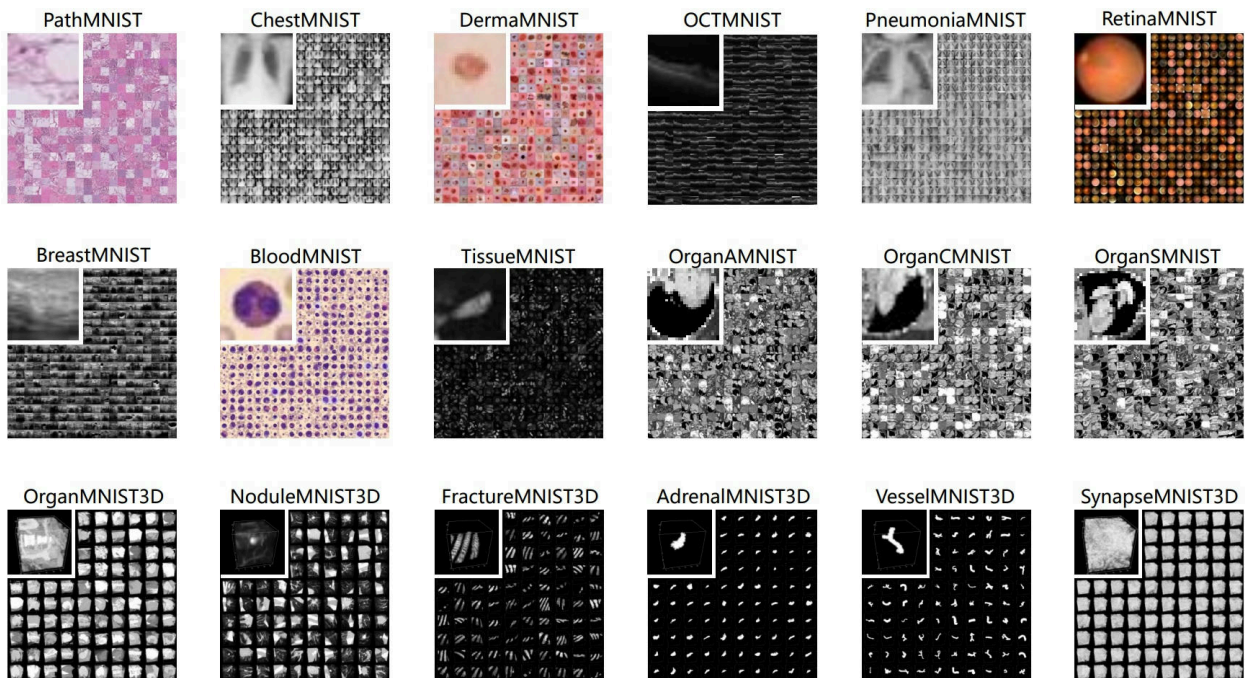 PathMNIST
ChestMNIST
DermaMNIST
OCTMNIST
PneumoniaMNIST
RetinaMNIST
BreastMNIST
BloodMNIST
TissueMNIST
OrganAMNIST
OrganCMNIST
OrganSMNIST
OrganMNIST3D
NoduleMNIST3D
FractureMNIST3D
AdrenalMNIST3D
VesselMNIST3D
SynapseMNIST3D